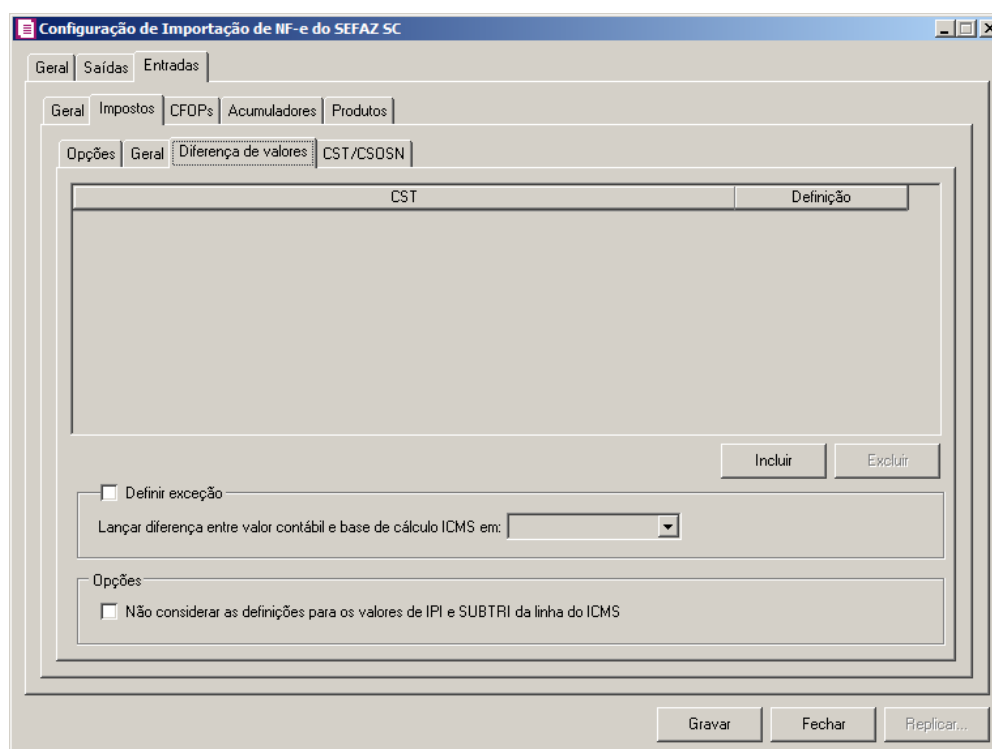 Configuração de Importação de NF-e do SEFAZ SC
Geral Saídas Entradas
Geral Impostos CFOPs Acumuladores Produtos
Opções Geral Diferença de valores CST/CSOSN
CST Definição
Incluir Excluir
Definir exceção
Lançar diferença entre valor contábil e base de cálculo ICMS em:
Opções
Não considerar as definições para os valores de IPI e SUBTRI da linha do ICMS
Gravar Fechar Replicar...